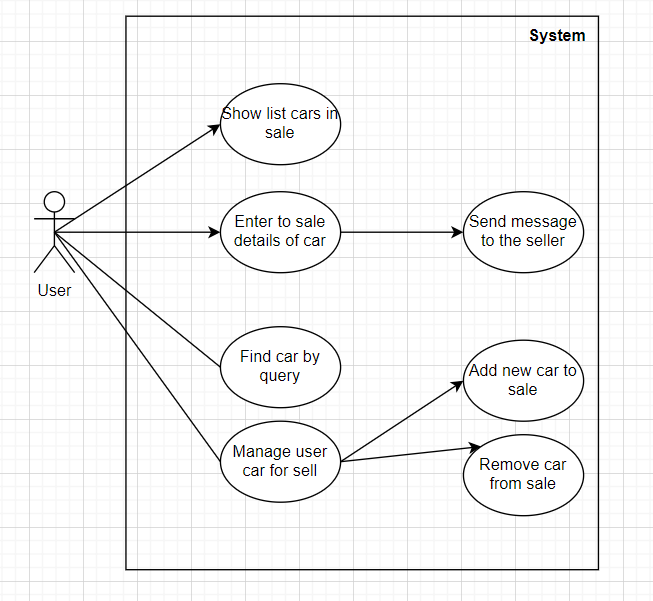 System
Show list cars in
sale
Enter to sale
details of car
Send message
to the seller
User
Find car by
query
Add new car to
sale
Manage user
car for sell
Remove car
from sale